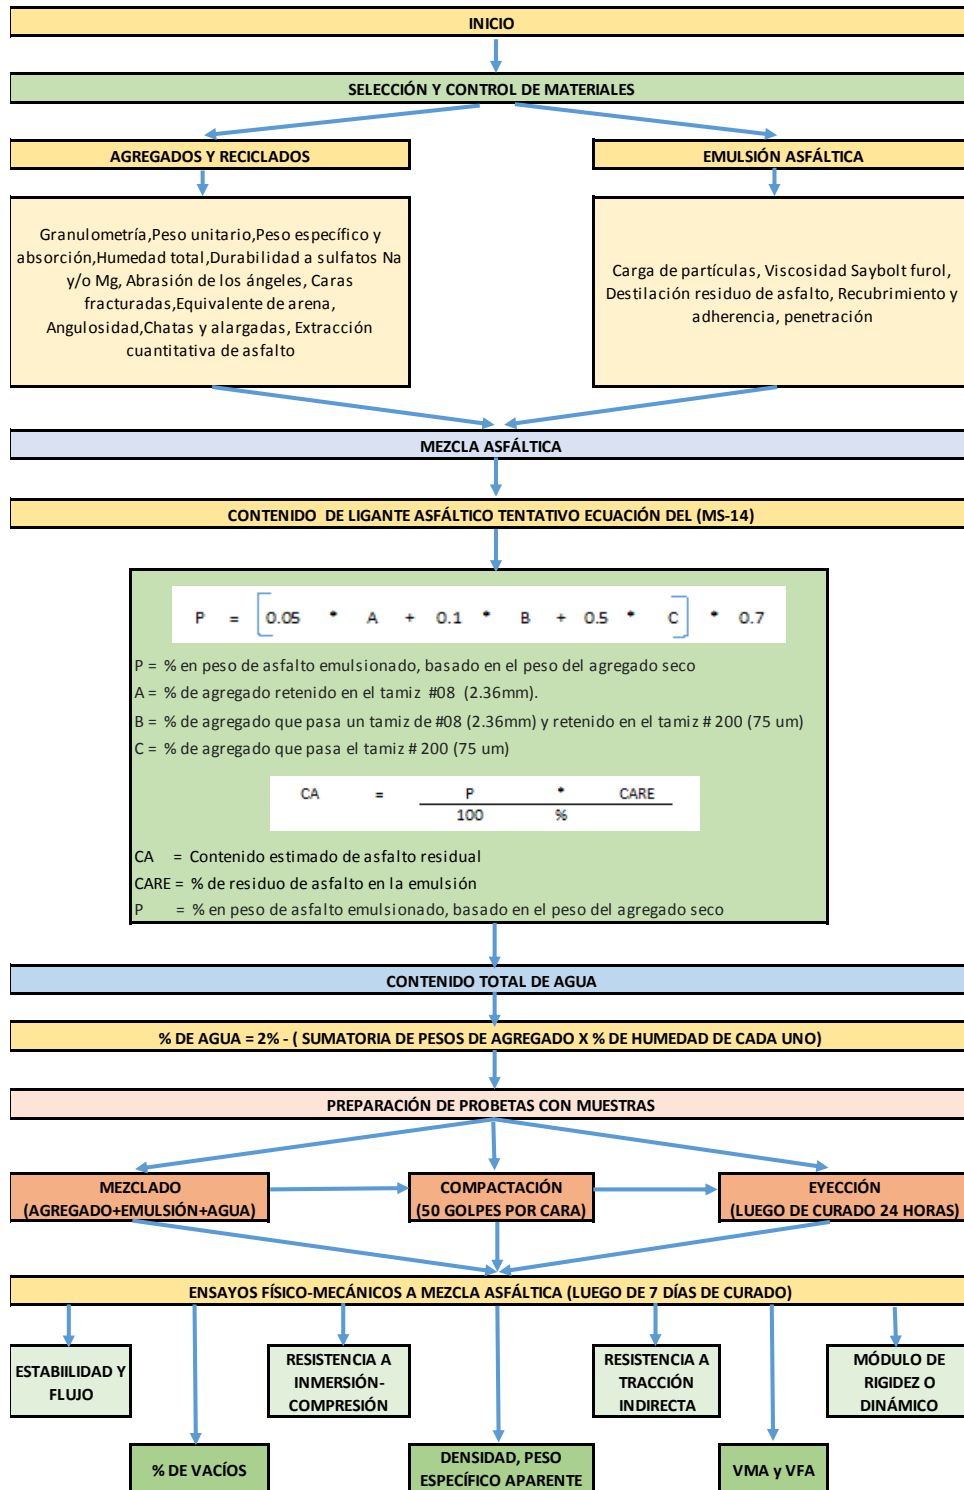 INICIO
SELECCIÓN Y CONTROL DE MATERIALES
AGREGADOS Y RECICLADOS
EMULSIÓN ASFÁLTICA
Granulometría,Peso unitario,Peso específico y
absorción,Humedad total,Durabilidad a sulfatos Na
y/o Mg, Abrasión de los ángeles, Caras
fracturadas,Equivalente de arena,
Angulosidad,Chatas y alargadas, Extracción
cuantitativa de asfalto
Carga de partículas, Viscosidad Saybolt furol,
Destilación residuo de asfalto, Recubrimiento y
adherencia, penetración
MEZCLA ASFÁLTICA
CONTENIDO DE LIGANTE ASFÁLTICO TENTATIVO ECUACIÓN DEL (MS-14)
P = [0.05 * A + 0.1 * B + 0.5 * C] * 0.7
P = % en peso de asfalto emulsionado, basado en el peso del agregado seco
A = % de agregado retenido en el tamiz #08 (2.36mm).
B = % de agregado que pasa un tamiz de #08 (2.36mm) y retenido en el tamiz # 200 (75 um)
C = % de agregado que pasa el tamiz # 200 (75 um)
CA = P * CARE
100 %
CA = Contenido estimado de asfalto residual
CARE = % de residuo de asfalto en la emulsión
P = % en peso de asfalto emulsionado, basado en el peso del agregado seco
CONTENIDO TOTAL DE AGUA
% DE AGUA = 2% - ( SUMATORIA DE PESOS DE AGREGADO X % DE HUMEDAD DE CADA UNO)
PREPARACIÓN DE PROBETAS CON MUESTRAS
MEZCLADO
(AGREGADO+EMULSIÓN+AGUA)
COMPACTACIÓN
(50 GOLPES POR CARA)
EYECCIÓN
(LUEGO DE CURADO 24 HORAS)
ENSAYOS FÍSICO-MECÁNICOS A MEZCLA ASFÁLTICA (LUEGO DE 7 DÍAS DE CURADO)
ESTABIILIDAD Y
FLUJO
RESISTENCIA A
INMERSIÓN-
COMPRESIÓN
RESISTENCIA A
TRACCIÓN
INDIRECTA
MÓDULO DE
RIGIDEZ O
DINÁMICO
% DE VACÍOS
DENSIDAD, PESO
ESPECÍFICO APARENTE
VMA y VFA